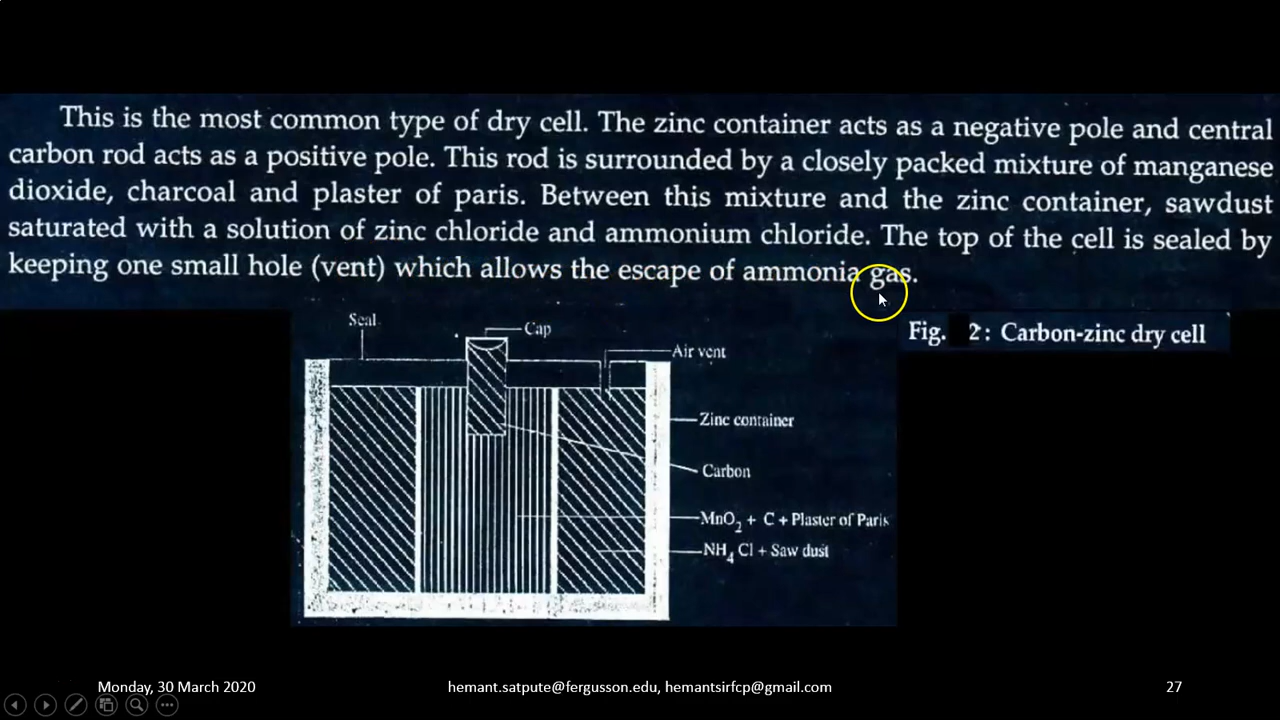 This is the most common type of dry cell. The zinc container acts as a negative pole and central
carbon rod acts as a positive pole. This rod is surrounded by a closely packed mixture of manganese
dioxide, charcoal and plaster of paris. Between this mixture and the zinc container, sawdust
saturated with a solution of zinc chloride and ammonium chloride. The top of the cell is sealed by
keeping one small hole (vent) which allows the escape of ammonia gas.
Seal
Cap
Fig. 2: Carbon-zinc dry cell
Air vent
Zinc container
Carbon
MnO₂ + C + Plaster of Paris
NH₄ Cl + Saw dust
Monday, 30 March 2020
hemant.satpute@fergusson.edu, hemantsirfcp@gmail.com
27